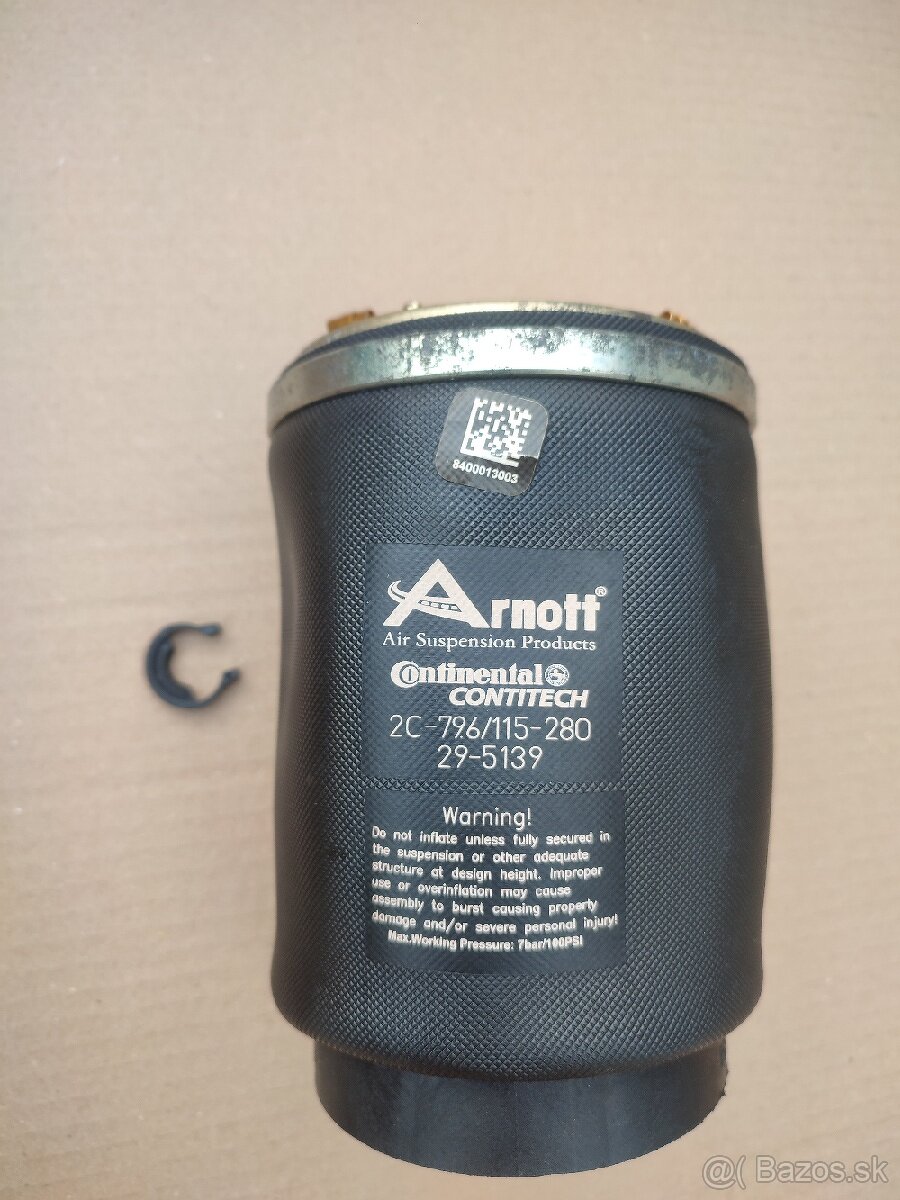 8400013003
Arnott®
Air Suspension Products
Continental
CONTITECH
2C-796/115-280
29-5139
Warning!
Do not inflate unless fully secured in
the suspension or other adequate
structure at design height. Improper
use or overinflation may cause
assembly to burst causing property
damage and/or severe personal injury!
Max.Working Pressure: 7bar/100PSI
@( Bazos.sk